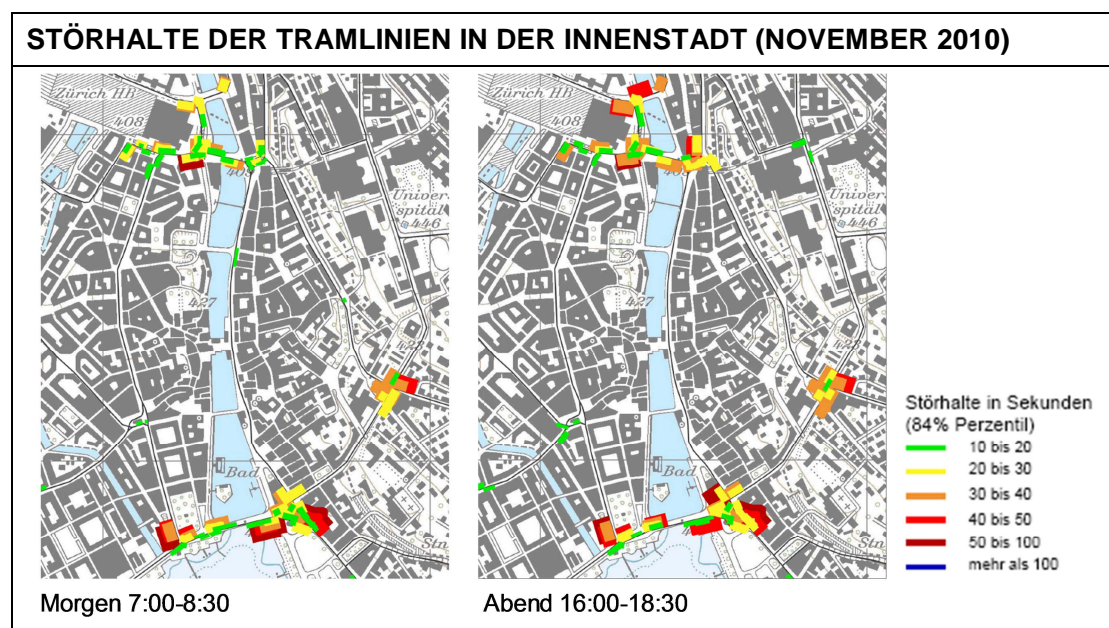 STÖRHALTE DER TRAMLINIEN IN DER INNENSTADT (NOVEMBER 2010)
Zürich HB
408
Univer-
spital
446
427
Bad
Stn
Zürich HB
408
Univer-
spital
446
427
Bad
Stn
Störhalte in Sekunden
(84% Perzentil)
10 bis 20
20 bis 30
30 bis 40
40 bis 50
50 bis 100
mehr als 100
Morgen 7:00-8:30
Abend 16:00-18:30